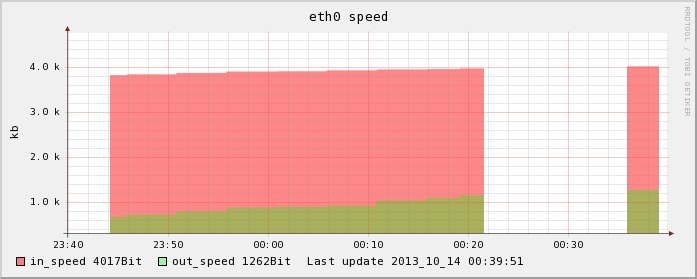 eth0 speed
RRDTOOL / TOBI OETIKER
kb
4.0 k
3.0 k
2.0 k
1.0 k
23:40 23:50 00:00 00:10 00:20 00:30
in_speed 4017Bit out_speed 1262Bit Last update 2013_10_14 00:39:51